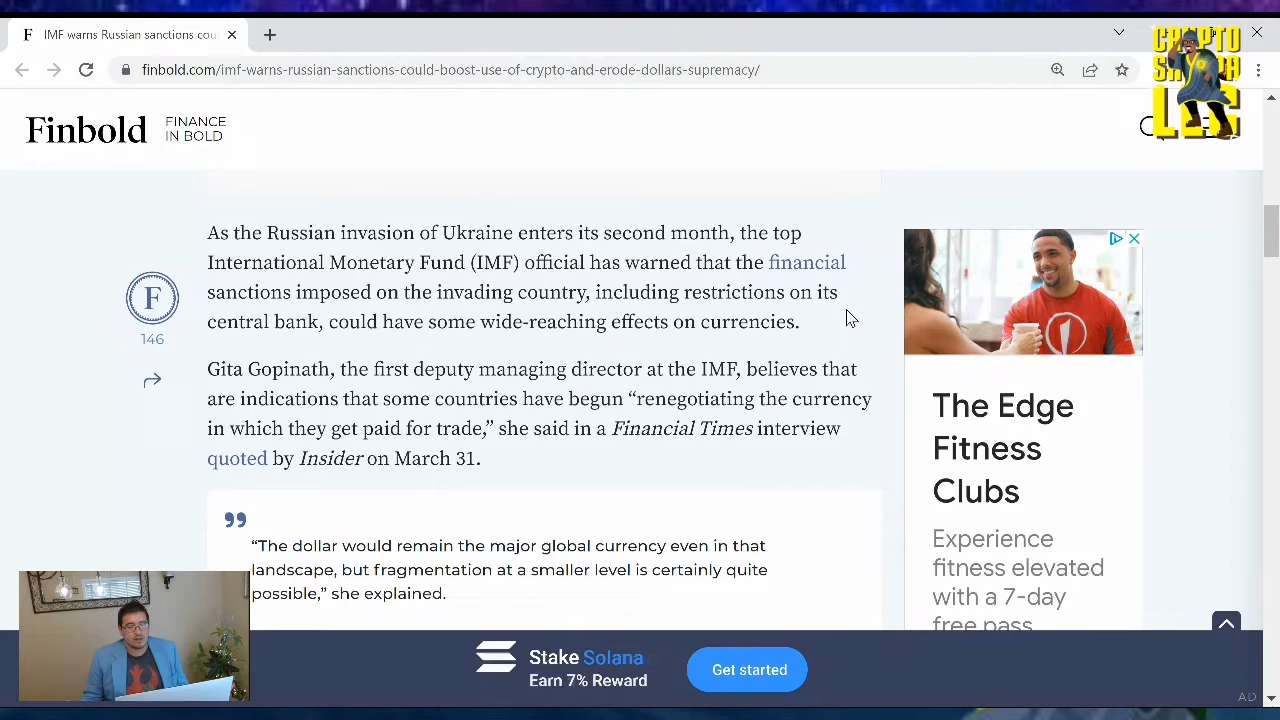 IMF warns Russian sanctions cou
finbold.com/imf-warns-russian-sanctions-could-boost-use-of-crypto-and-erode-dollars-supremacy/
CRYPTO
Finbold
FINANCE
IN BOLD
As the Russian invasion of Ukraine enters its second month, the top
International Monetary Fund (IMF) official has warned that the financial
sanctions imposed on the invading country, including restrictions on its
central bank, could have some wide-reaching effects on currencies.
F
146
Gita Gopinath, the first deputy managing director at the IMF, believes that
are indications that some countries have begun “renegotiating the currency
in which they get paid for trade,” she said in a Financial Times interview
quoted by Insider on March 31.
“The dollar would remain the major global currency even in that
landscape, but fragmentation at a smaller level is certainly quite
possible,” she explained.
The Edge
Fitness
Clubs
Experience
fitness elevated
with a 7-day
free pass
Stake Solana
Earn 7% Reward
Get started
AD